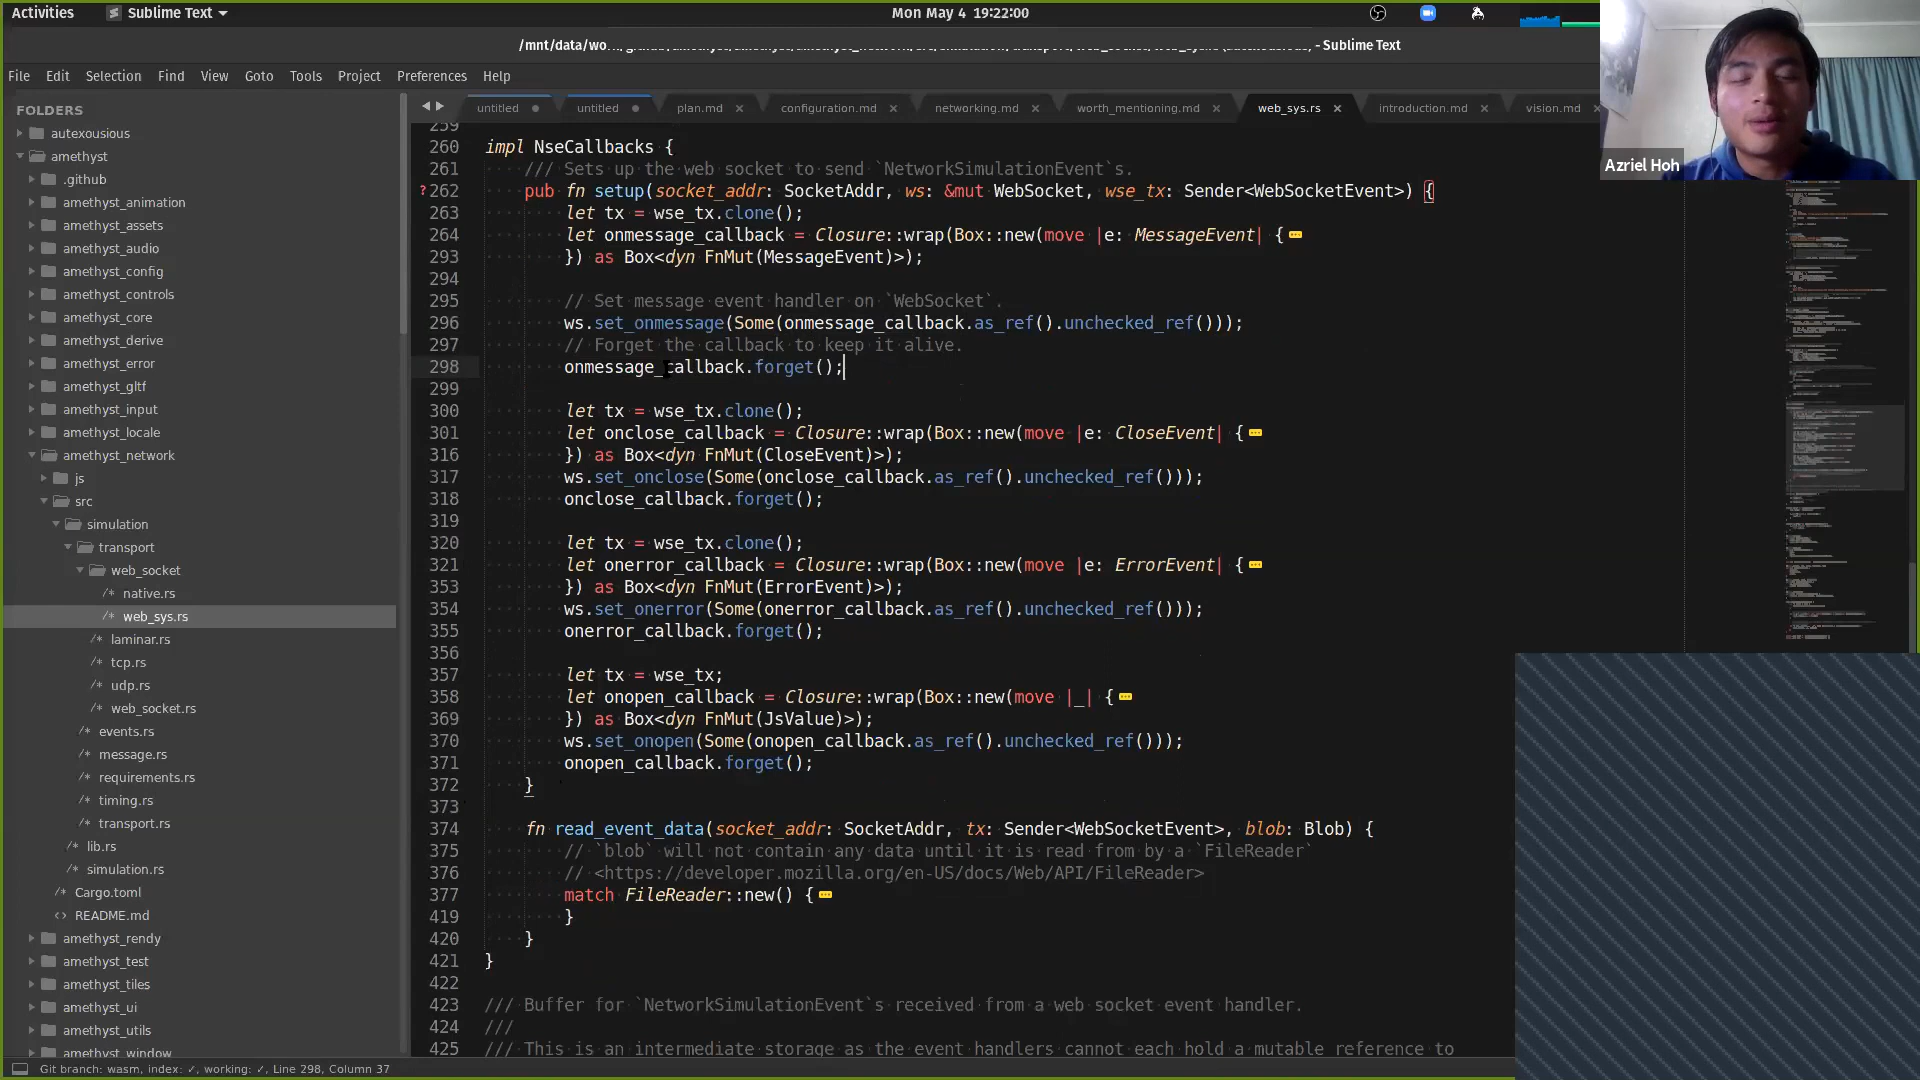 Activities
Sublime Text
Mon May 4 19:22:00
- Sublime Text
File Edit Selection Find View Goto Tools Project Preferences Help
FOLDERS
autexousious
amethyst
.github
amethyst_animation
amethyst_assets
amethyst_audio
amethyst_config
amethyst_controls
amethyst_core
amethyst_derive
amethyst_error
amethyst_gltf
amethyst_input
amethyst_locale
amethyst_network
js
src
simulation
transport
web_socket
/* native.rs
/* web_sys.rs
/* laminar.rs
/* tcp.rs
/* udp.rs
/* web_socket.rs
/* events.rs
/* message.rs
/* requirements.rs
/* timing.rs
/* transport.rs
/* lib.rs
/* simulation.rs
/* Cargo.toml
<> README.md
amethyst_rendy
amethyst_test
amethyst_tiles
amethyst_ui
amethyst_utils
amethyst_window
untitled untitled plan.md configuration.md networking.md worth_mentioning.md web_sys.rs introduction.md vision.md
259
260 impl NseCallbacks {
261 /// Sets up the web socket to send `NetworkSimulationEvent`s.
?262 pub fn setup(socket_addr: SocketAddr, ws: &mut WebSocket, wse_tx: Sender<WebSocketEvent>) {
263 let tx = wse_tx.clone();
264 let onmessage_callback = Closure::wrap(Box::new(move |e: MessageEvent| {
293 }) as Box<dyn FnMut(MessageEvent)>);
294
295 // Set message event handler on `WebSocket`.
296 ws.set_onmessage(Some(onmessage_callback.as_ref().unchecked_ref()));
297 // Forget the callback to keep it alive.
298 onmessage_callback.forget();
299
300 let tx = wse_tx.clone();
301 let onclose_callback = Closure::wrap(Box::new(move |e: CloseEvent| {
316 }) as Box<dyn FnMut(CloseEvent)>);
317 ws.set_onclose(Some(onclose_callback.as_ref().unchecked_ref()));
318 onclose_callback.forget();
319
320 let tx = wse_tx.clone();
321 let onerror_callback = Closure::wrap(Box::new(move |e: ErrorEvent| {
353 }) as Box<dyn FnMut(ErrorEvent)>);
354 ws.set_onerror(Some(onerror_callback.as_ref().unchecked_ref()));
355 onerror_callback.forget();
356
357 let tx = wse_tx;
358 let onopen_callback = Closure::wrap(Box::new(move |_| {
369 }) as Box<dyn FnMut(JsValue)>);
370 ws.set_onopen(Some(onopen_callback.as_ref().unchecked_ref()));
371 onopen_callback.forget();
372 }
373
374 fn read_event_data(socket_addr: SocketAddr, tx: Sender<WebSocketEvent>, blob: Blob) {
375 // `blob` will not contain any data until it is read from by a `FileReader`
376 // <https://developer.mozilla.org/en-US/docs/Web/API/FileReader>
377 match FileReader::new() {
419 }
420 }
421 }
422
423 /// Buffer for `NetworkSimulationEvent`s received from a web socket event handler.
424 ///
425 /// This is an intermediate storage as the event handlers cannot each hold a mutable reference to
Azriel Hoh
Git branch: wasm, index: ✓, working: ✓, Line 298, Column 37